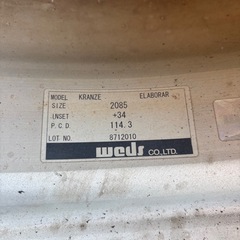 MODEL KRANZE ELABORAR
SIZE 2085
INSET +34
P.C.D 114.3
LOT NO. 8712010
weds CO.,LTD.